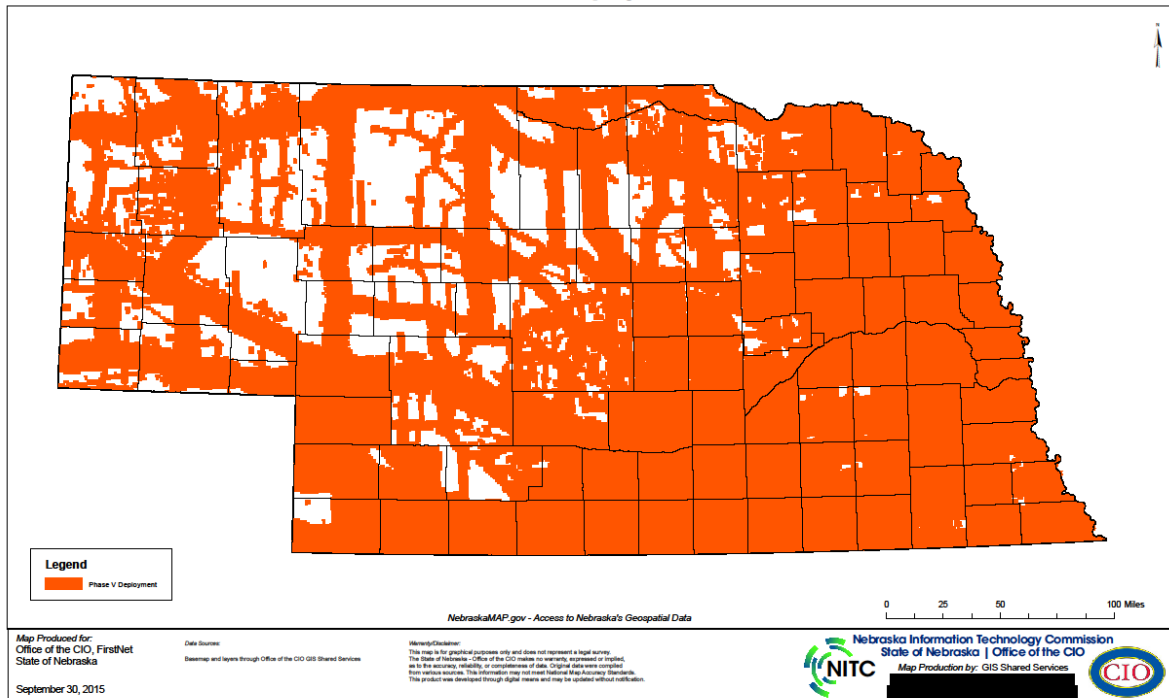 N
Legend
Phase V Deployment
NebraskaMAP.gov - Access to Nebraska's Geospatial Data
0 25 50 100 Miles
Map Produced for:
Office of the CIO, FirstNet
State of Nebraska
September 30, 2015
Data Sources:
Basemap and layers through Office of the CIO GIS Shared Services
Warranty/Disclaimer:
This map is for graphical purposes only and does not represent a legal survey.
The State of Nebraska - Office of the CIO makes no warranty, expressed or implied,
as to the accuracy, reliability, or completeness of data. Original data were compiled
from various sources. This information may not meet National Map Accuracy Standards.
This product was developed through digital means and may be updated without notification.
NITC
Nebraska Information Technology Commission
State of Nebraska | Office of the CIO
Map Production by: GIS Shared Services
CIO